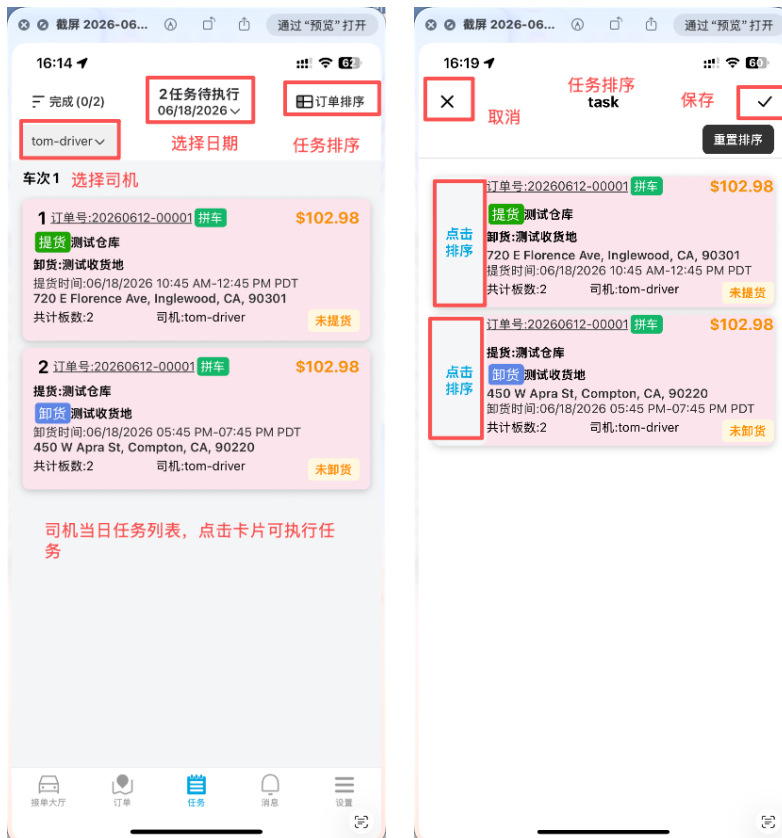 截屏 2026-06...
通过“预览”打开
16:14
62
完成 (0/2)
2任务待执行
06/18/2026
订单排序
tom-driver
选择日期
任务排序
车次1
选择司机
1 订单号:20260612-00001 拼车 $102.98
提货 测试仓库
卸货:测试收货地
提货时间:06/18/2026 10:45 AM-12:45 PM PDT
720 E Florence Ave, Inglewood, CA, 90301
共计板数:2 司机:tom-driver 未提货
2 订单号:20260612-00001 拼车 $102.98
提货:测试仓库
卸货 测试收货地
卸货时间:06/18/2026 05:45 PM-07:45 PM PDT
450 W Apra St, Compton, CA, 90220
共计板数:2 司机:tom-driver 未卸货
司机当日任务列表，点击卡片可执行任
务
接单大厅 订单 任务 消息 设置
截屏 2026-06...
通过“预览”打开
16:19
60
任务排序
取消
task
保存
重置排序
点击
排序
订单号:20260612-00001 拼车 $102.98
提货 测试仓库
卸货:测试收货地
720 E Florence Ave, Inglewood, CA, 90301
提货时间:06/18/2026 10:45 AM-12:45 PM PDT
共计板数:2 司机:tom-driver 未提货
点击
排序
订单号:20260612-00001 拼车 $102.98
提货:测试仓库
卸货 测试收货地
450 W Apra St, Compton, CA, 90220
卸货时间:06/18/2026 05:45 PM-07:45 PM PDT
共计板数:2 司机:tom-driver 未卸货